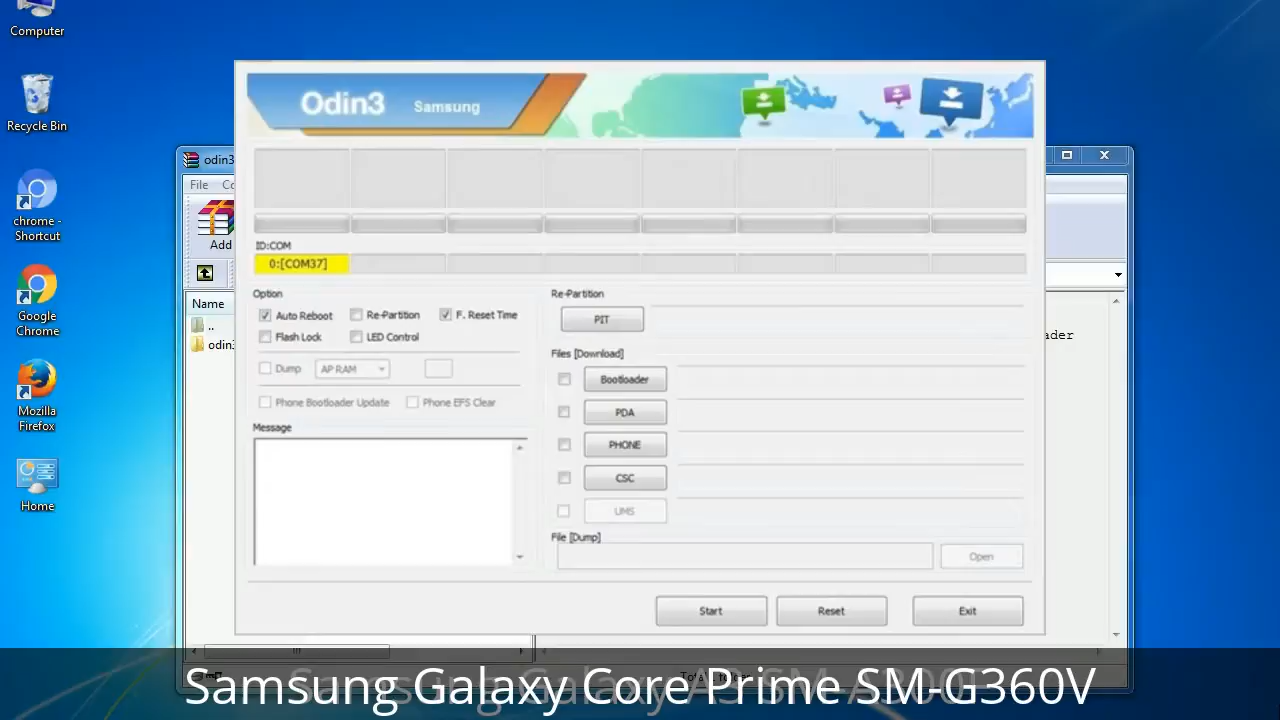 Computer
Recycle Bin
chrome -
Shortcut
Google
Chrome
Mozilla
Firefox
Home
odin3
File Co
Add
Name
..
odin3
ader
Odin3 Samsung
ID:COM
0:[COM37]
Option
Auto Reboot Re-Partition F. Reset Time
Flash Lock LED Control
Dump AP RAM
Phone Bootloader Update Phone EFS Clear
Message
Re-Partition
PIT
Files [Download]
Bootloader
PDA
PHONE
CSC
UMS
File [Dump]
Open
Start Reset Exit
Samsung Galaxy Core Prime SM-G360V